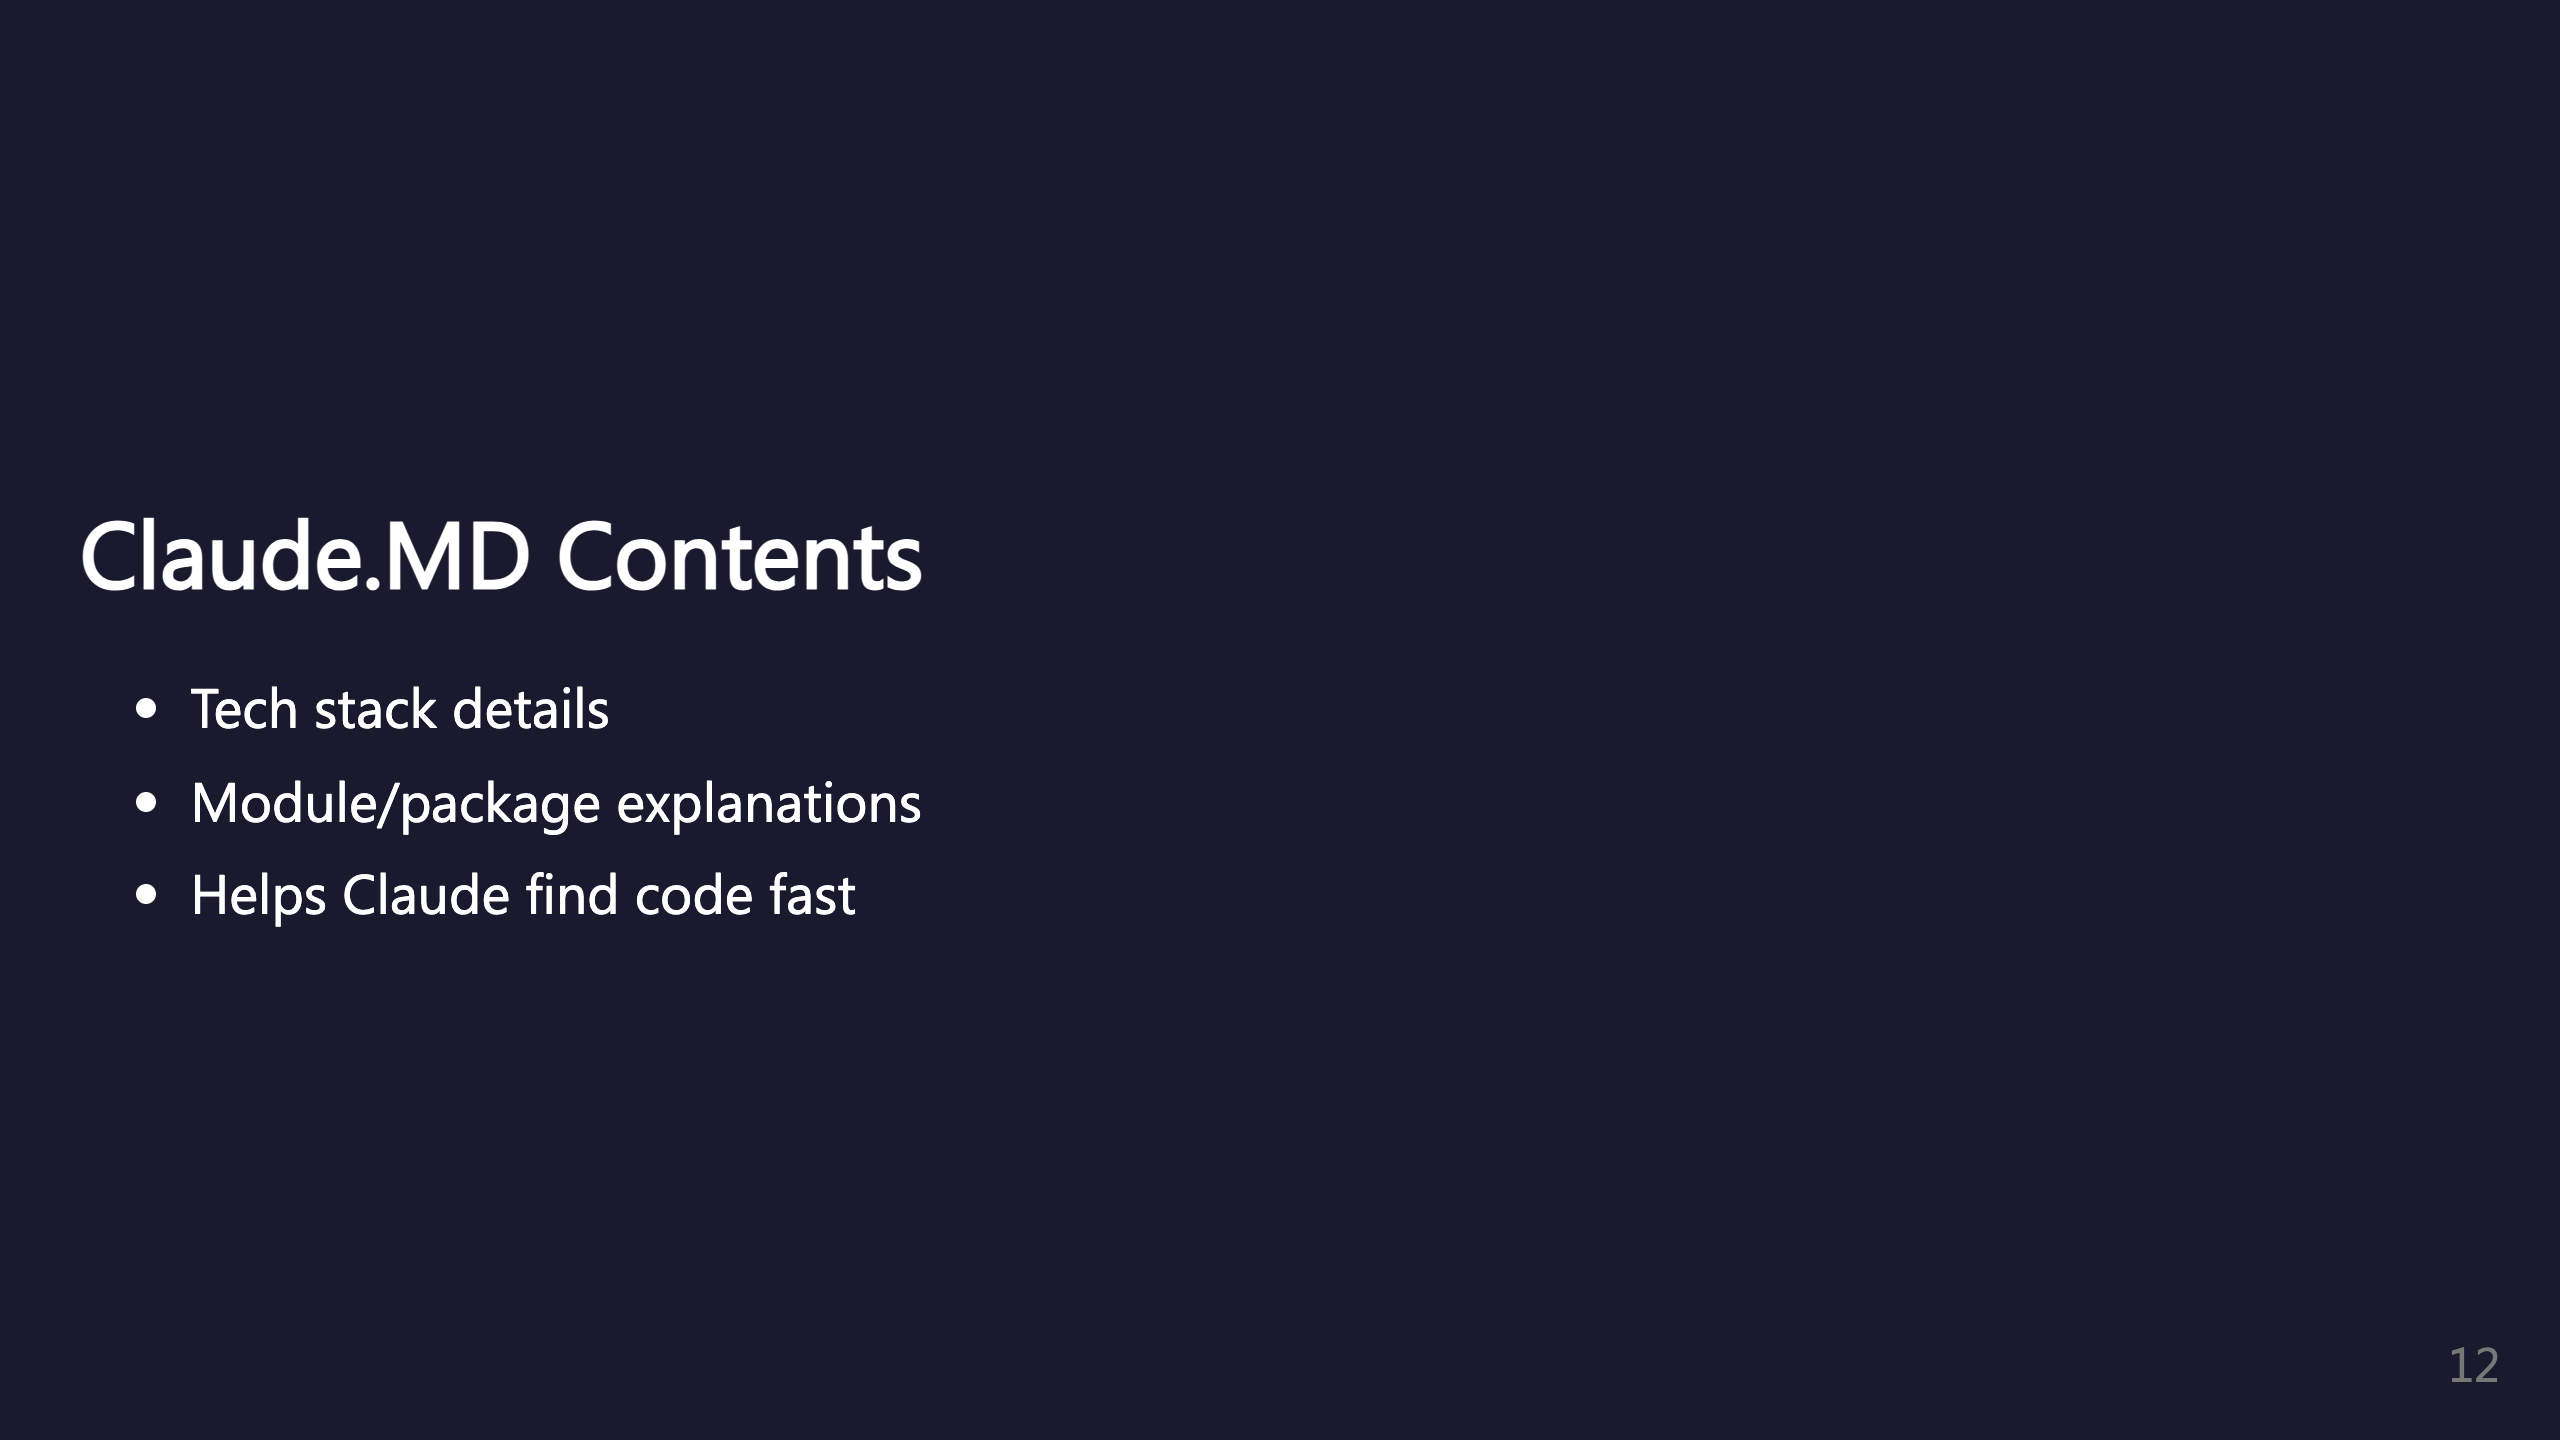 Claude.MD Contents
• Tech stack details
• Module/package explanations
• Helps Claude find code fast
12